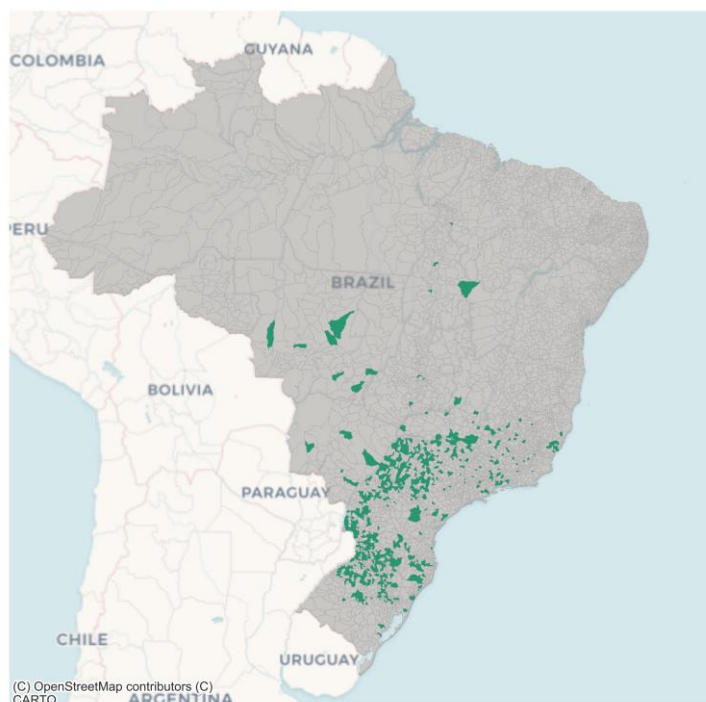 GUYANA
COLOMBIA
PERU
BRAZIL
BOLIVIA
PARAGUAY
CHILE
URUGUAY
(C) OpenStreetMap contributors (C)
CARTO
ARGENTINA